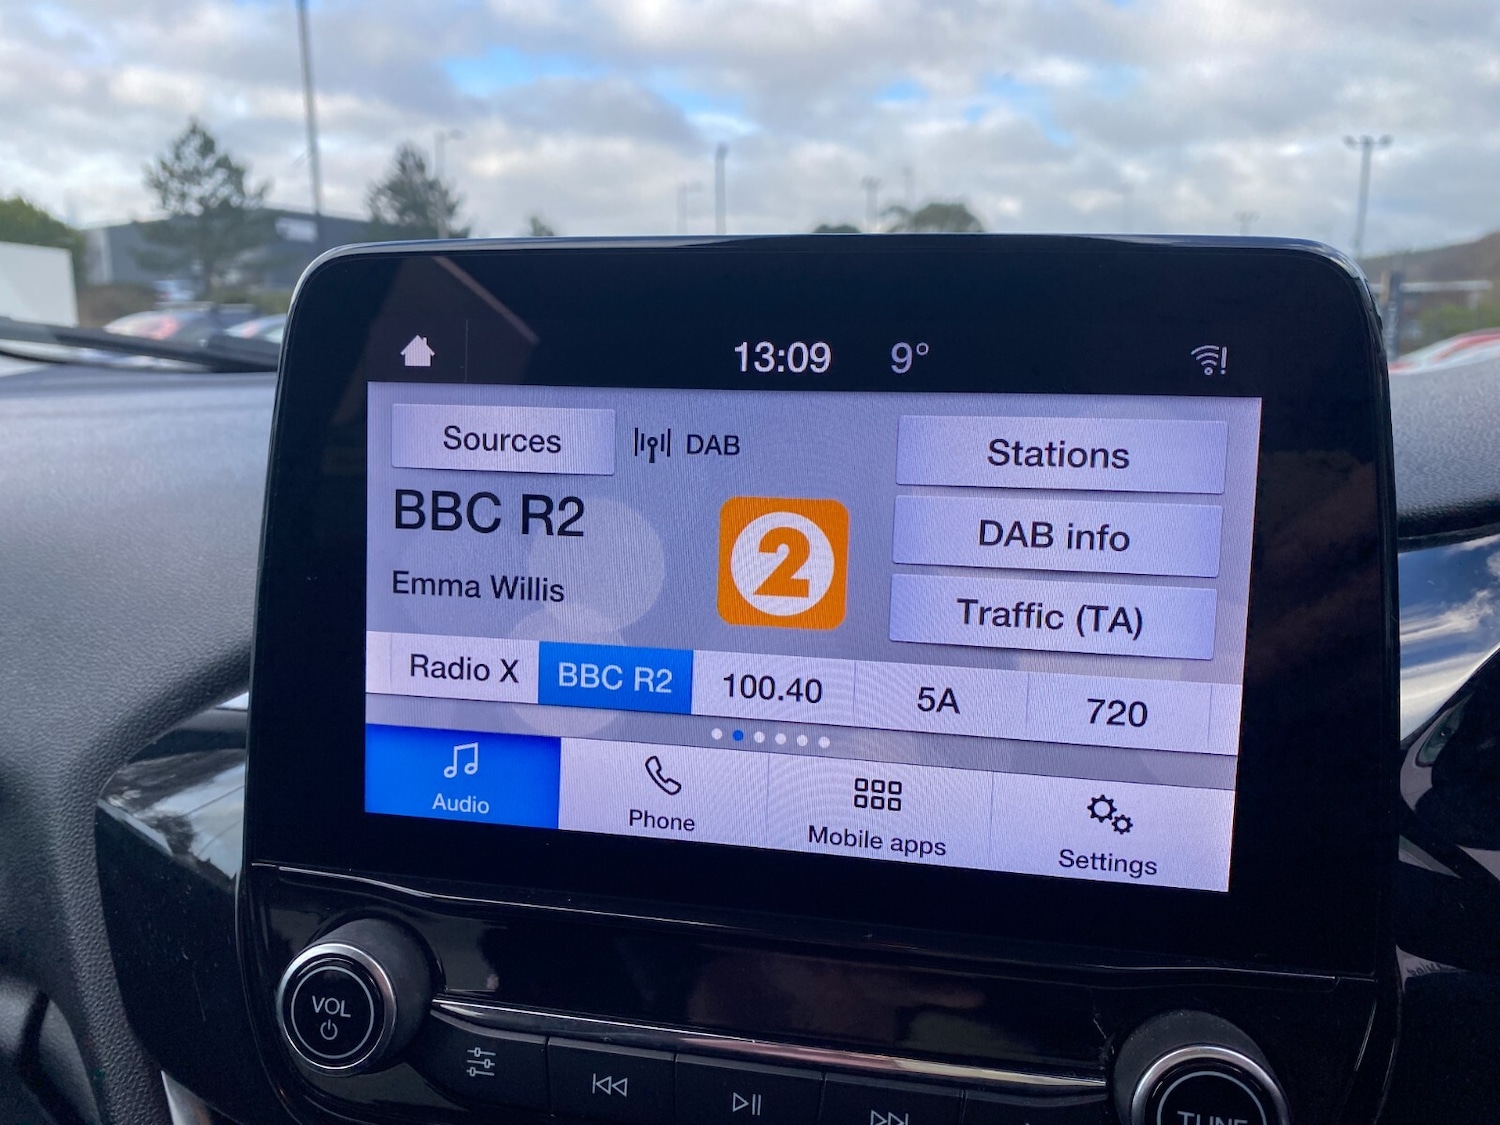 13:09 9°
Sources DAB Stations
BBC R2
2
DAB info
Emma Willis
Traffic (TA)
Radio X BBC R2 100.40 5A 720
Audio Phone Mobile apps Settings
VOL
TUNE